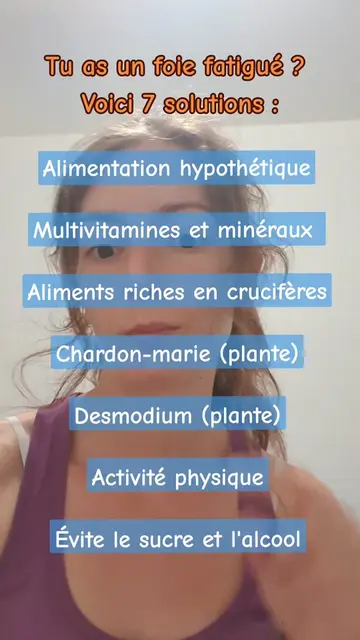 Tu as un foie fatigué ?
Voici 7 solutions :
Alimentation hypothétique
Multivitamines et minéraux
Aliments riches en crucifères
Chardon-marie (plante)
Desmodium (plante)
Activité physique
Évite le sucre et l'alcool